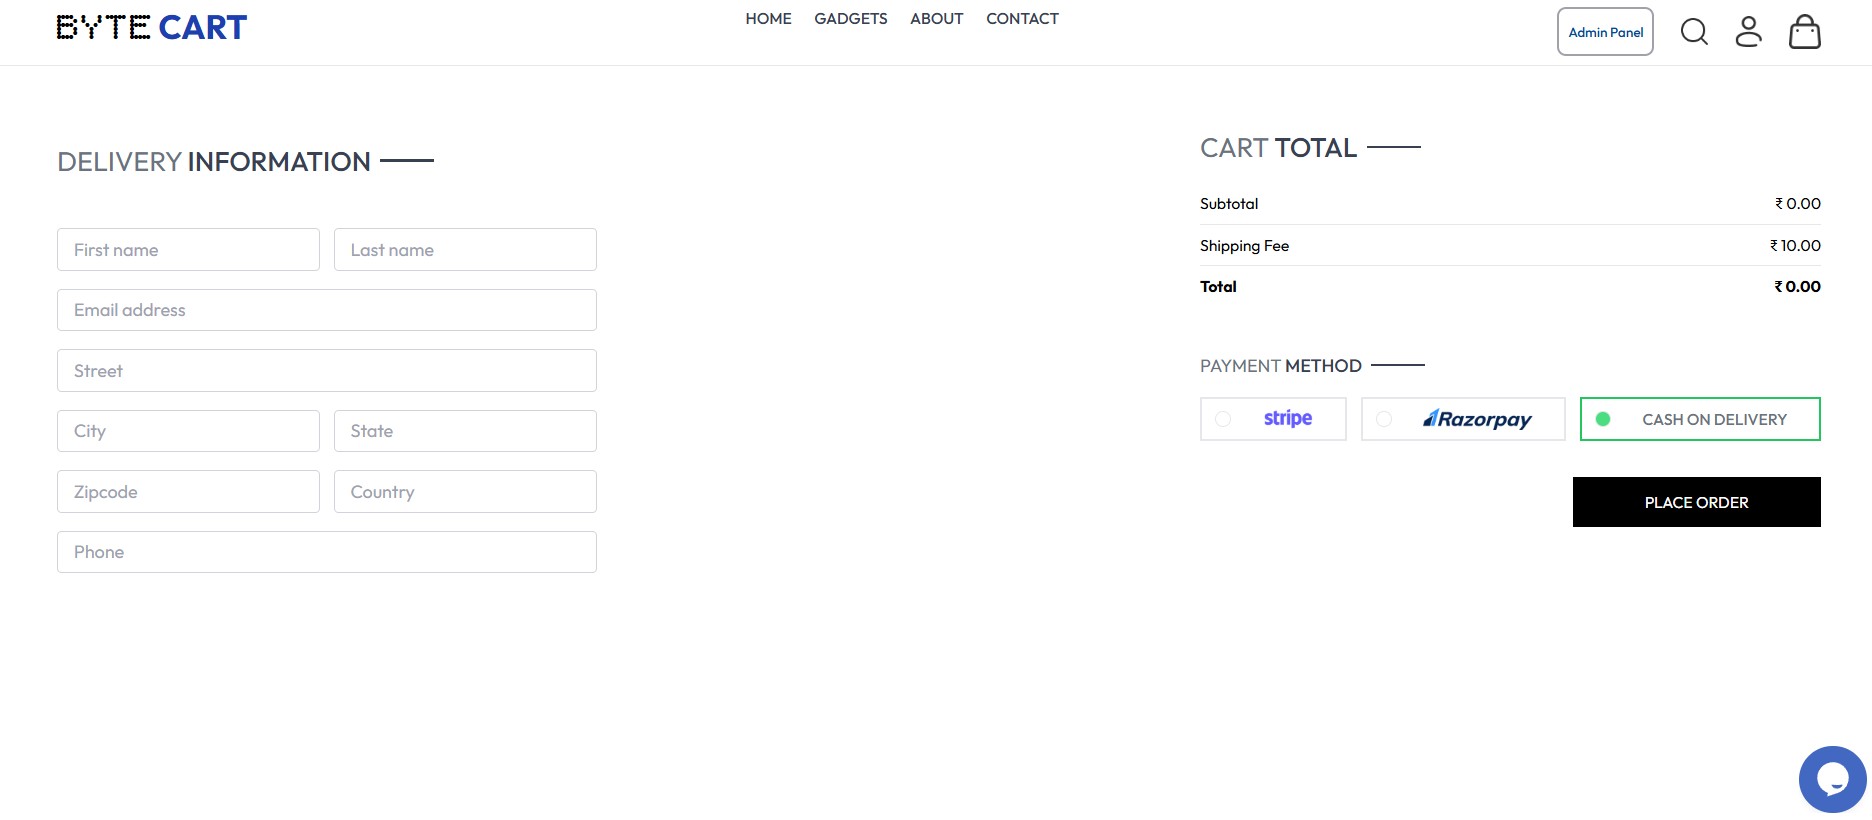 BYTE CART
HOME GADGETS ABOUT CONTACT
Admin Panel
DELIVERY INFORMATION
First name Last name
Email address
Street
City State
Zipcode Country
Phone
CART TOTAL
Subtotal ₹ 0.00
Shipping Fee ₹ 10.00
Total ₹ 0.00
PAYMENT METHOD
stripe Razorpay CASH ON DELIVERY
PLACE ORDER